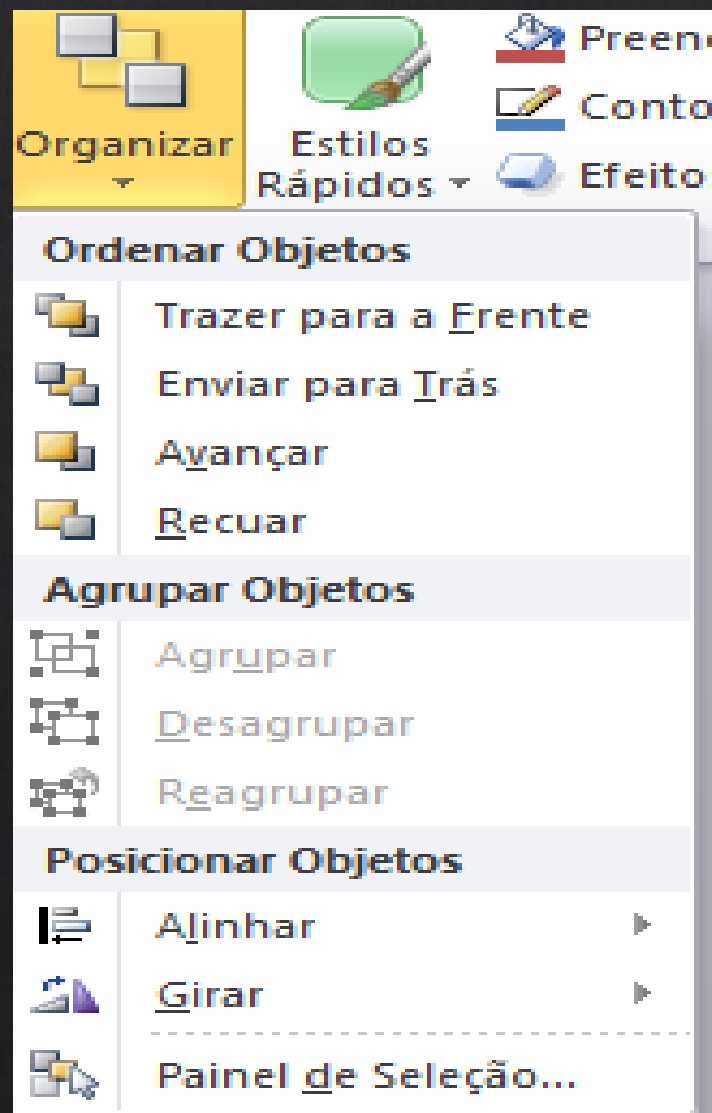 Organizar
Estilos
Rápidos
Preen
Conto
Efeito
Ordenar Objetos
Trazer para a Frente
Enviar para Trás
Avançar
Recuar
Agrupar Objetos
Agrupar
Desagrupar
Reagrupar
Posicionar Objetos
Alinhar
Girar
Painel de Seleção...